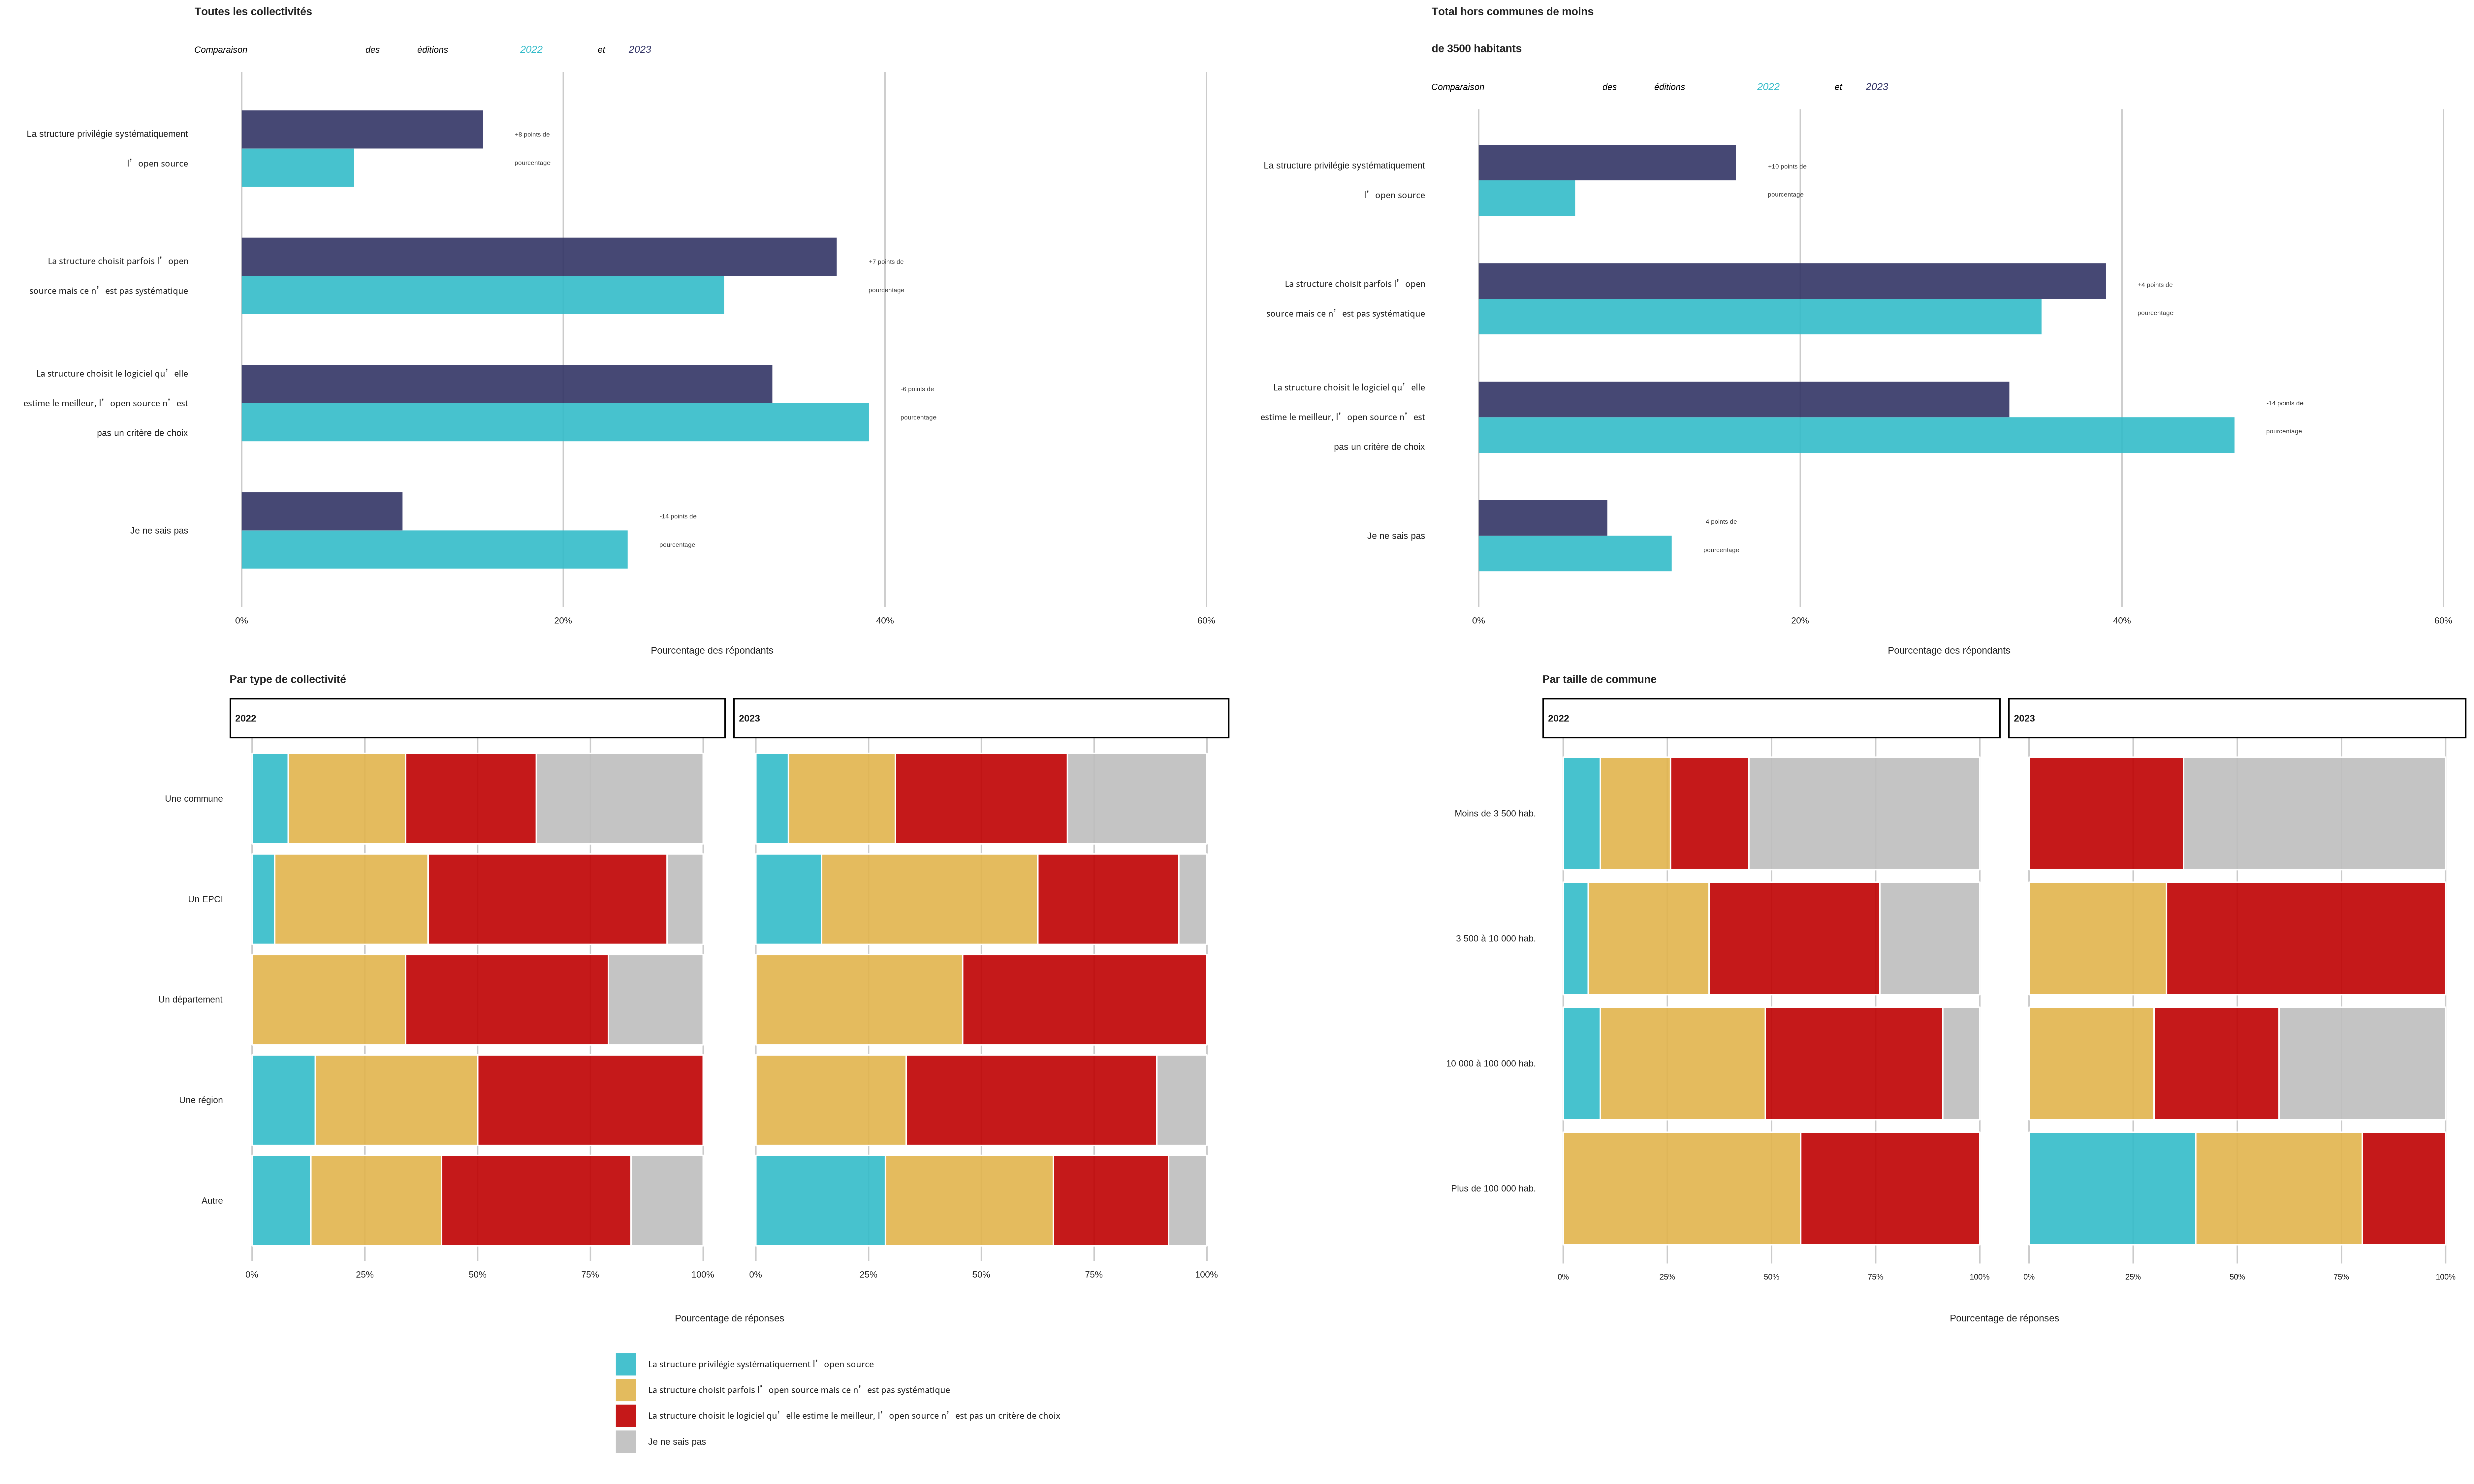 Toutes les collectivités
Comparaison des éditions 2022 et 2023
La structure privilégie systématiquement
l’open source
+8 points de
pourcentage
La structure choisit parfois l’open
source mais ce n’est pas systématique
+7 points de
pourcentage
La structure choisit le logiciel qu’elle
estime le meilleur, l’open source n’est
pas un critère de choix
-6 points de
pourcentage
Je ne sais pas
-14 points de
pourcentage
0% 20% 40% 60%
Pourcentage des répondants
Total hors communes de moins
de 3500 habitants
Comparaison des éditions 2022 et 2023
La structure privilégie systématiquement
l’open source
+10 points de
pourcentage
La structure choisit parfois l’open
source mais ce n’est pas systématique
+4 points de
pourcentage
La structure choisit le logiciel qu’elle
estime le meilleur, l’open source n’est
pas un critère de choix
-14 points de
pourcentage
Je ne sais pas
-4 points de
pourcentage
0% 20% 40% 60%
Pourcentage des répondants
Par type de collectivité
2022 2023
Une commune
Un EPCI
Un département
Une région
Autre
0% 25% 50% 75% 100% 0% 25% 50% 75% 100%
Pourcentage de réponses
Par taille de commune
2022 2023
Moins de 3 500 hab.
3 500 à 10 000 hab.
10 000 à 100 000 hab.
Plus de 100 000 hab.
0% 25% 50% 75% 100% 0% 25% 50% 75% 100%
Pourcentage de réponses
La structure privilégie systématiquement l’open source
La structure choisit parfois l’open source mais ce n’est pas systématique
La structure choisit le logiciel qu’elle estime le meilleur, l’open source n’est pas un critère de choix
Je ne sais pas